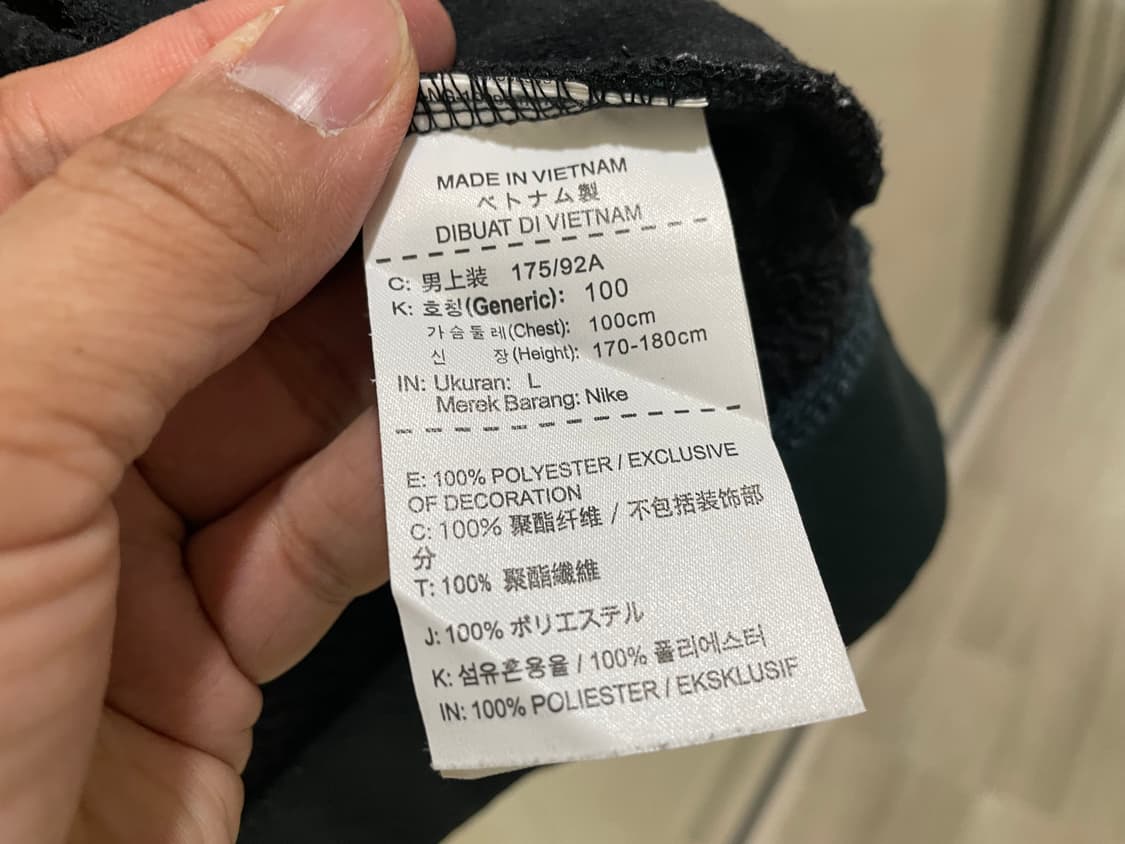 MADE IN VIETNAM
ベトナム製
DIBUAT DI VIETNAM
C: 男上装 175/92A
K: 호칭(Generic): 100
가슴둘레(Chest): 100cm
신 장(Height): 170-180cm
IN: Ukuran: L
Merek Barang: Nike
E: 100% POLYESTER / EXCLUSIVE
OF DECORATION
C: 100% 聚酯纤维 / 不包括装饰部
分
T: 100% 聚酯纖維
J: 100% ポリエステル
K: 섬유혼용율 / 100% 폴리에스터
IN: 100% POLIESTER / EKSKLUSIF